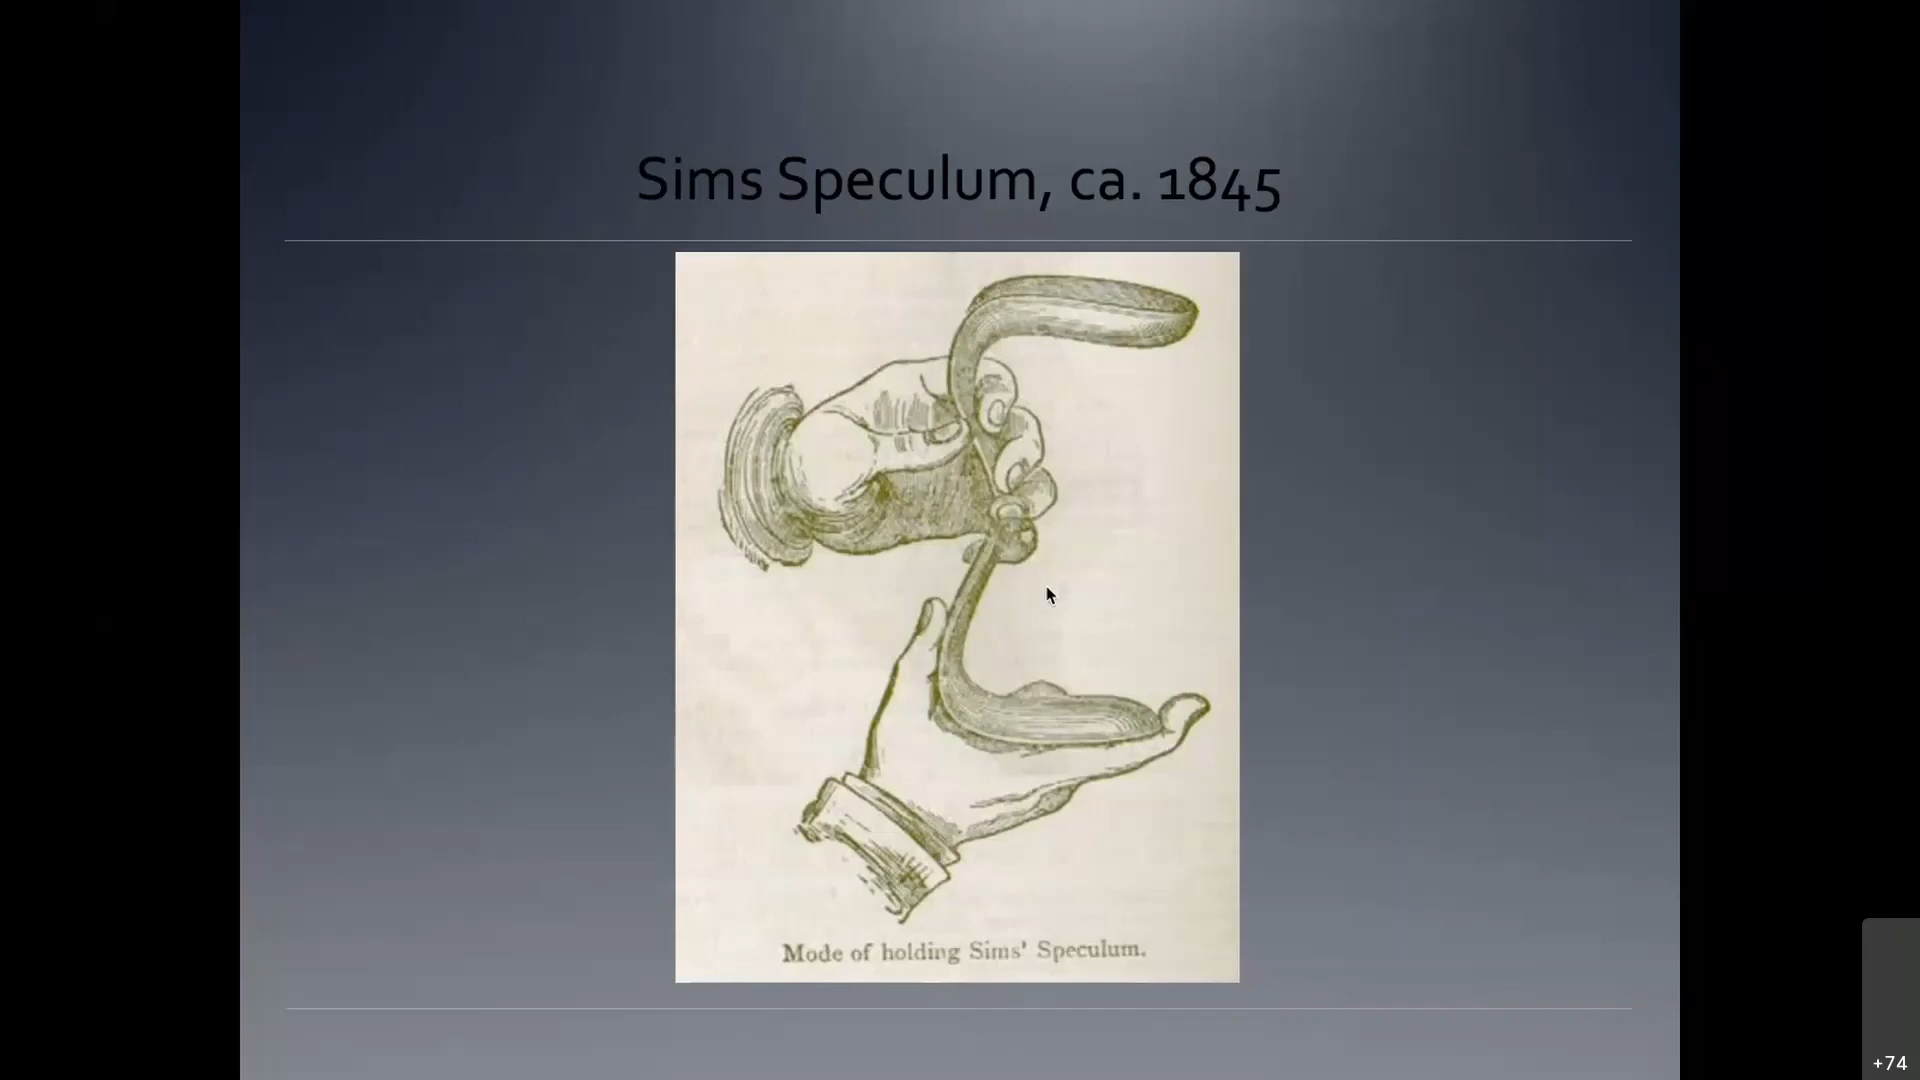 Sims Speculum, ca. 1845
Mode of holding Sims' Speculum.
+74